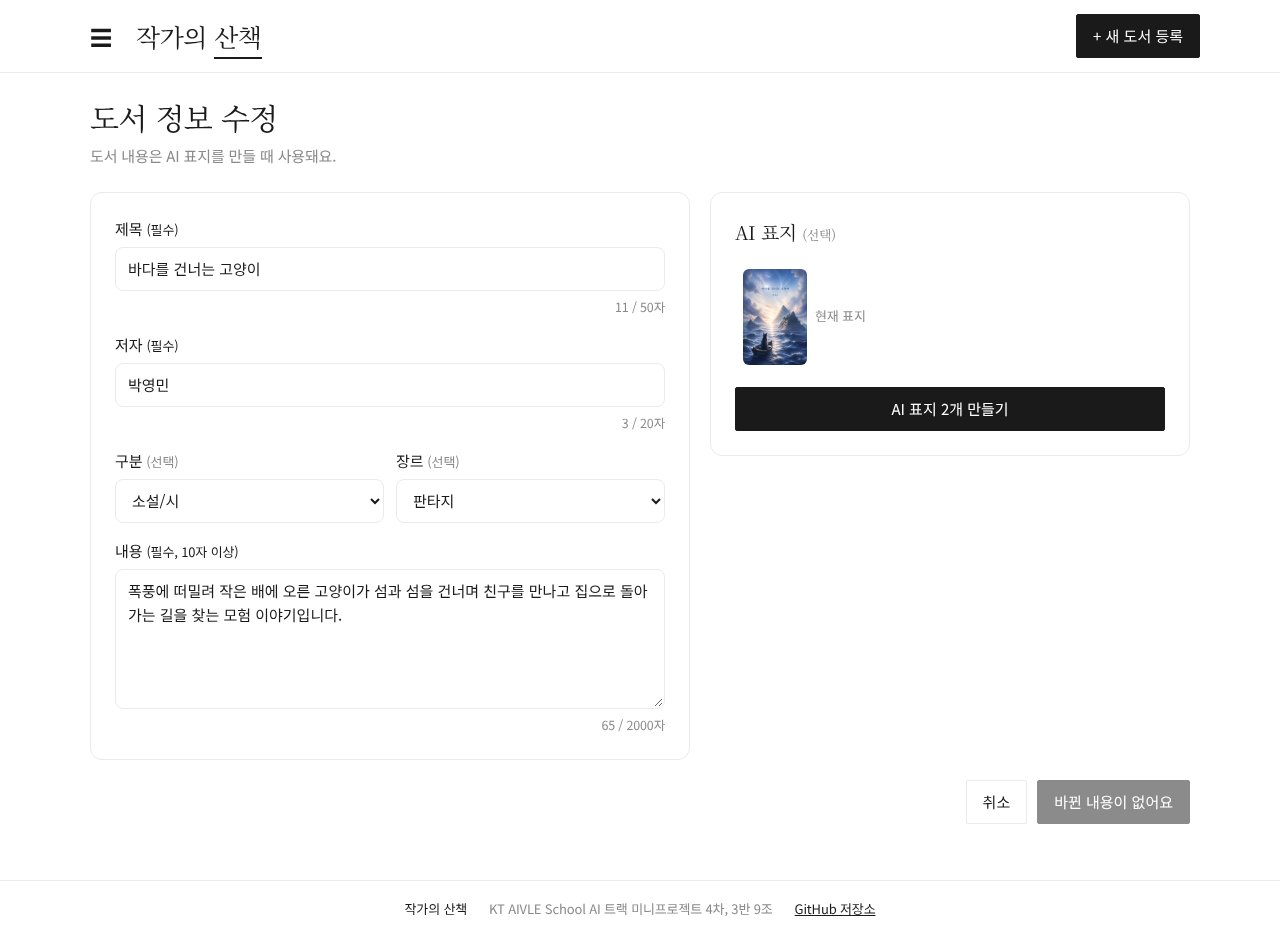 ☰ 작가의 산책
+ 새 도서 등록
도서 정보 수정
도서 내용은 AI 표지를 만들 때 사용돼요.
제목 (필수)
바다를 건너는 고양이
11 / 50자
저자 (필수)
박영민
3 / 20자
구분 (선택)
장르 (선택)
소설/시
판타지
내용 (필수, 10자 이상)
폭풍에 떠밀려 작은 배에 오른 고양이가 섬과 섬을 건너며 친구를 만나고 집으로 돌아
가는 길을 찾는 모험 이야기입니다.
65 / 2000자
AI 표지 (선택)
현재 표지
AI 표지 2개 만들기
취소
바뀐 내용이 없어요
작가의 산책
KT AIVLE School AI 트랙 미니프로젝트 4차, 3반 9조
GitHub 저장소